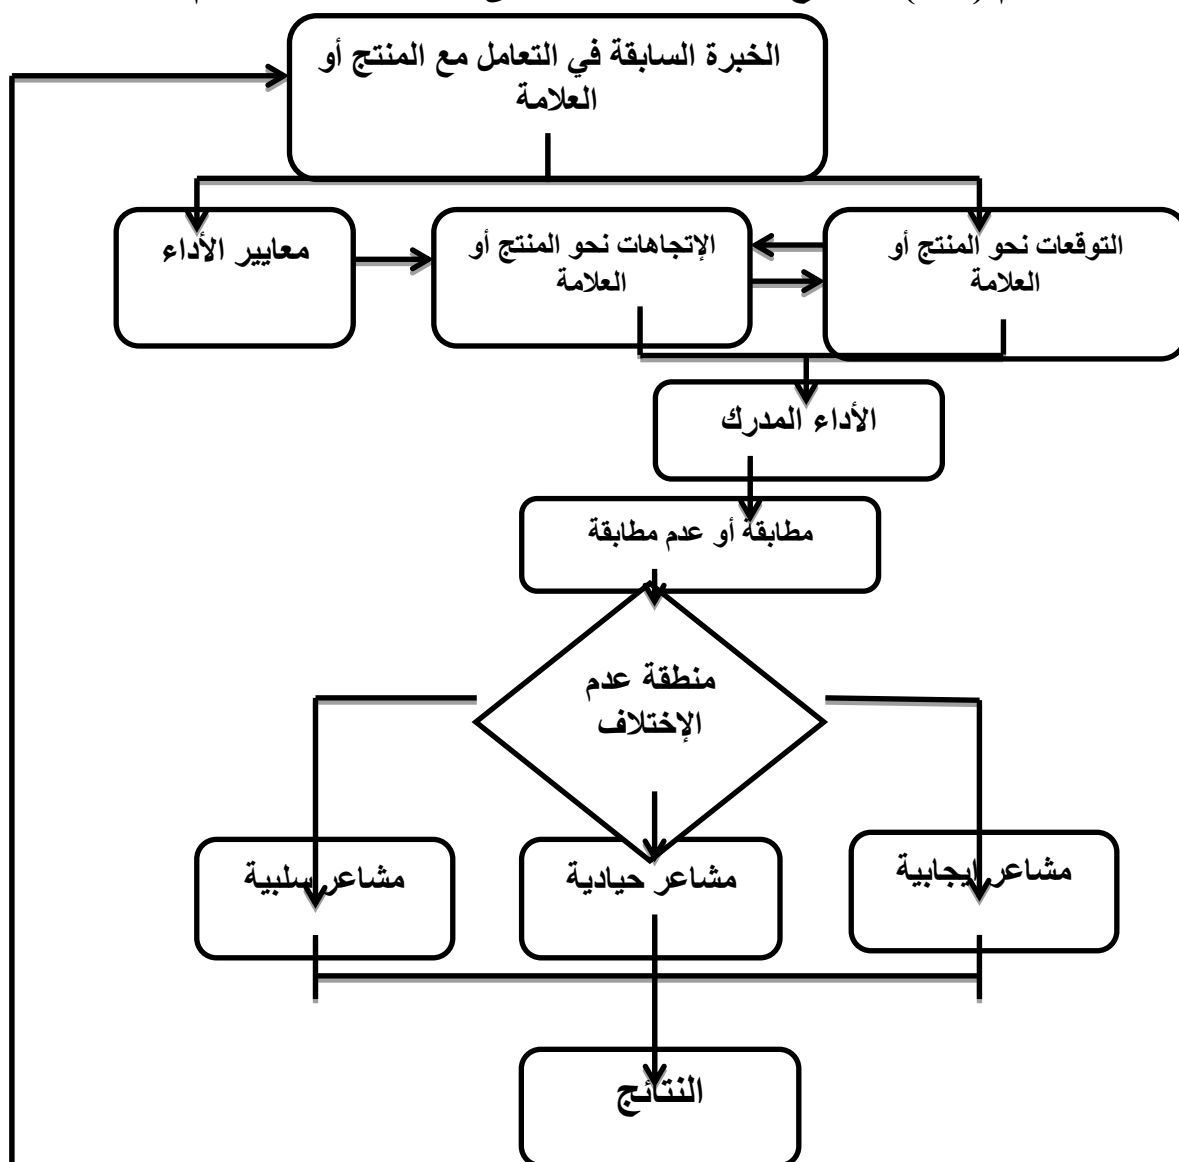 الخبرة السابقة في التعامل مع المنتج أو
العلامة
التوقعات نحو المنتج أو
العلامة
الإتجاهات نحو المنتج أو
العلامة
معايير الأداء
الأداء المدرك
مطابقة أو عدم مطابقة
منطقة عدم
الإختلاف
مشاعر إيجابية
مشاعر حيادية
مشاعر سلبية
النتائج